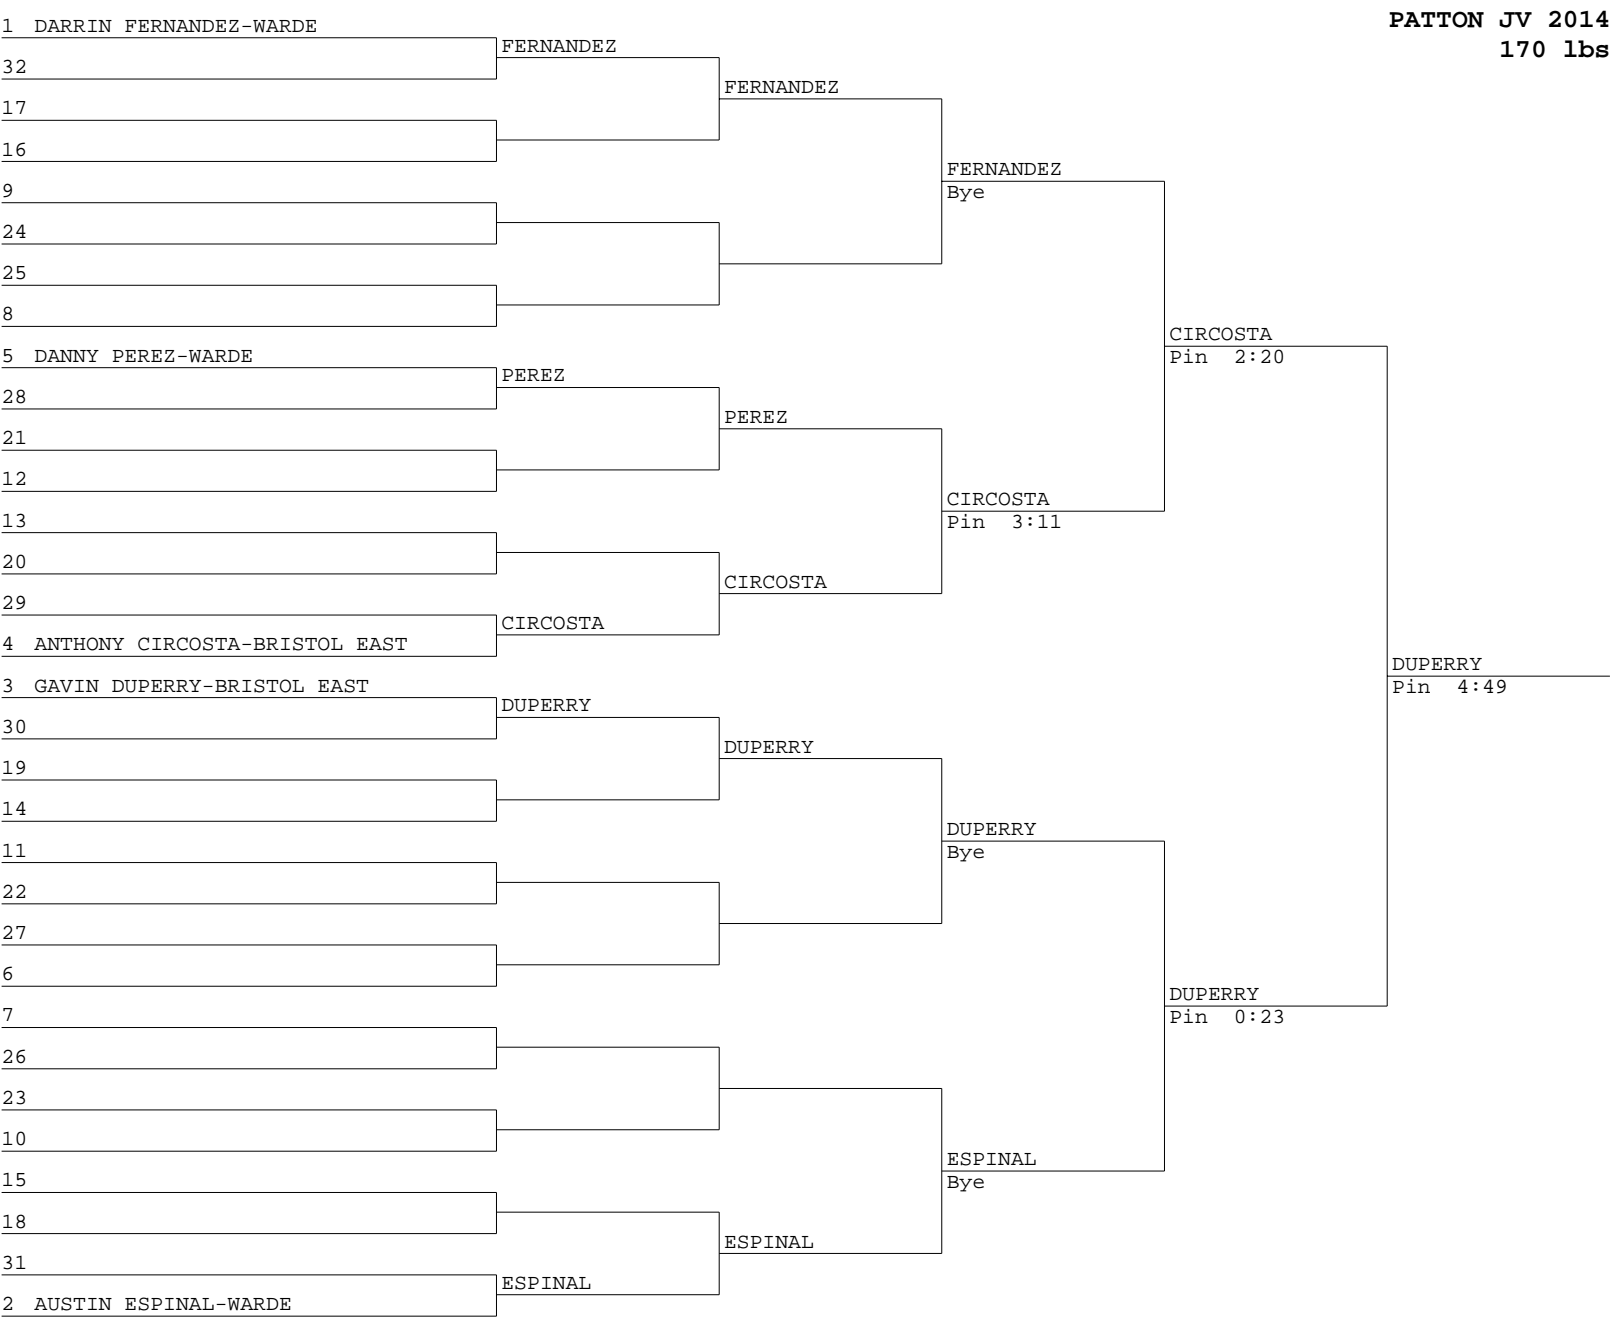 PATTON JV 2014
170 lbs
1 DARRIN FERNANDEZ-WARDE
32
17
16
9
24
25
8
5 DANNY PEREZ-WARDE
28
21
12
13
20
29
4 ANTHONY CIRCOSTA-BRISTOL EAST
3 GAVIN DUPERRY-BRISTOL EAST
30
19
14
11
22
27
6
7
26
23
10
15
18
31
2 AUSTIN ESPINAL-WARDE
FERNANDEZ
PEREZ
CIRCOSTA
DUPERRY
ESPINAL
FERNANDEZ
PEREZ
CIRCOSTA
DUPERRY
ESPINAL
FERNANDEZ
Bye
CIRCOSTA
Pin 3:11
DUPERRY
Bye
ESPINAL
Bye
CIRCOSTA
Pin 2:20
DUPERRY
Pin 0:23
DUPERRY
Pin 4:49